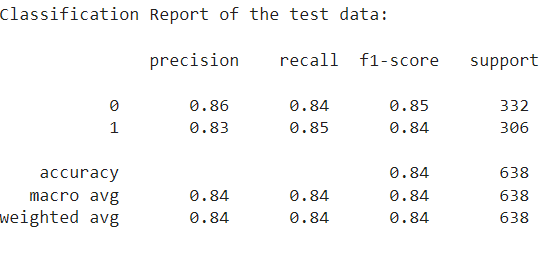 Classification Report of the test data:
precision recall f1-score support
0 0.86 0.84 0.85 332
1 0.83 0.85 0.84 306
accuracy 0.84 638
macro avg 0.84 0.84 0.84 638
weighted avg 0.84 0.84 0.84 638